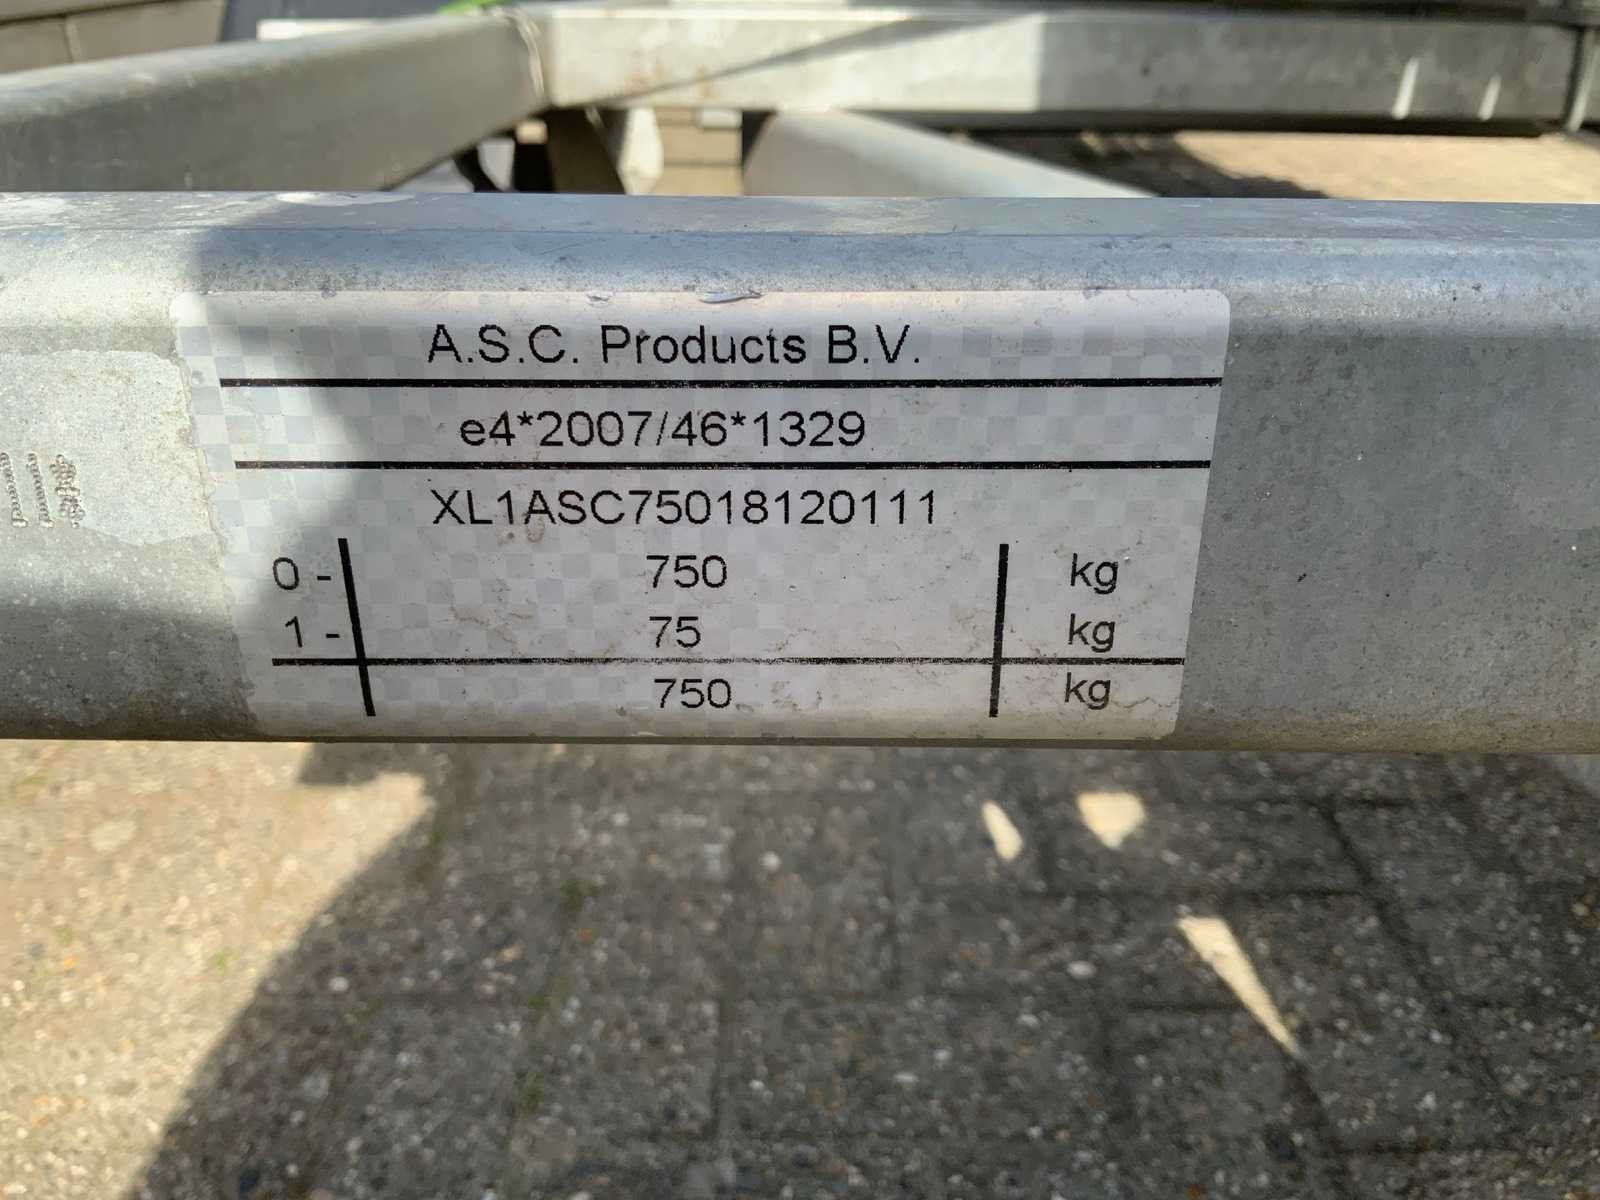 A.S.C. Products B.V.
e4*2007/46*1329
XL1ASC75018120111
0 - 750 kg
1 - 75 kg
750 kg